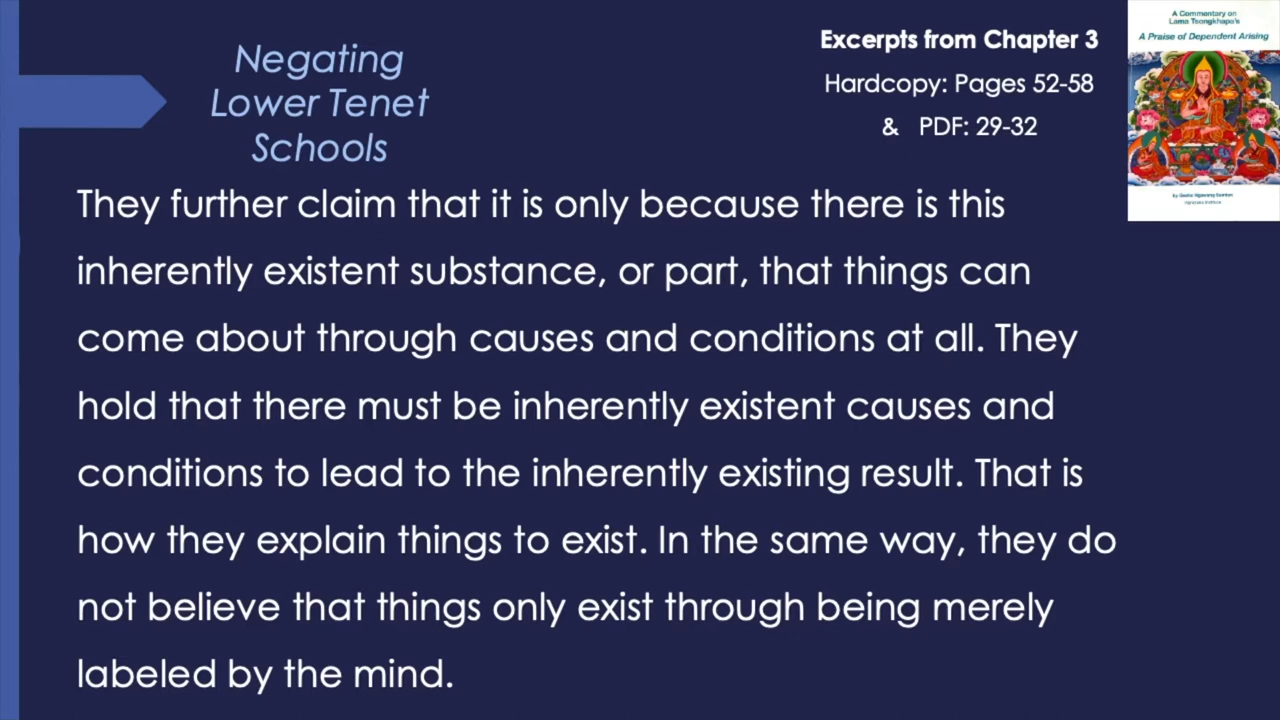 Negating
Lower Tenet
Schools
Excerpts from Chapter 3
Hardcopy: Pages 52-58
& PDF: 29-32
A Commentary on
Lama Tsongkhapa's
A Praise of Dependent Arising
They further claim that it is only because there is this
inherently existent substance, or part, that things can
come about through causes and conditions at all. They
hold that there must be inherently existent causes and
conditions to lead to the inherently existing result. That is
how they explain things to exist. In the same way, they do
not believe that things only exist through being merely
labeled by the mind.